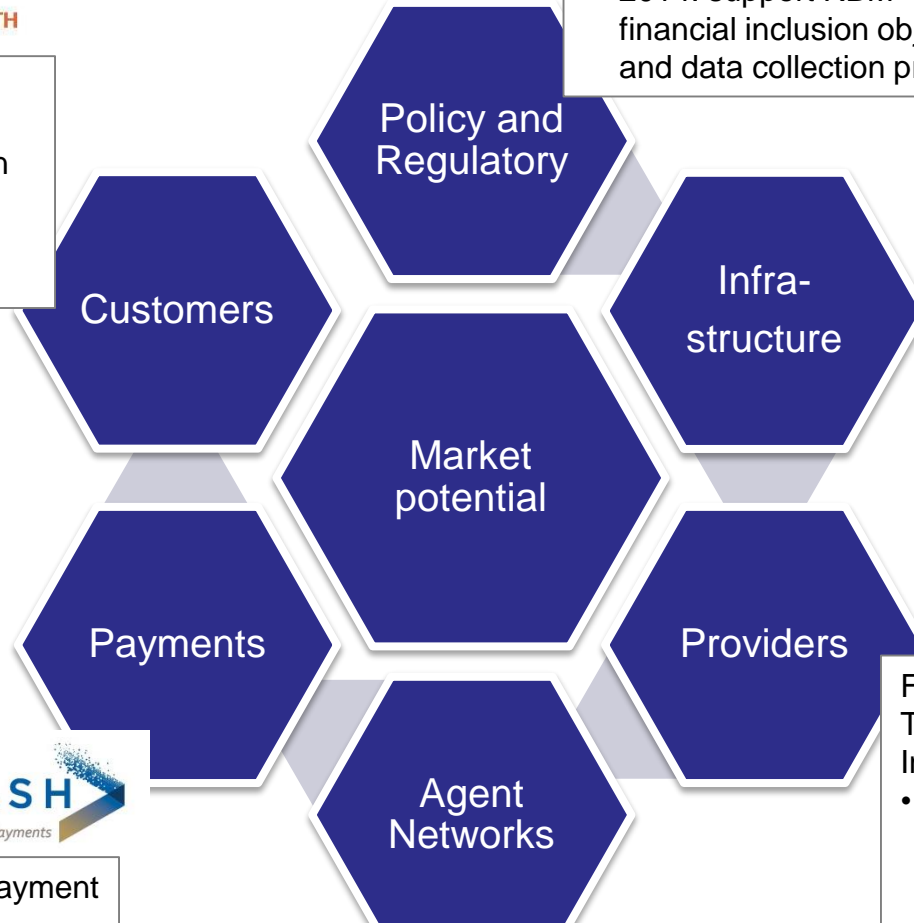 TH
financial inclusion
and data collection
Policy and
Regulatory
Customers
Infra-
structure
Market
potential
Payments
Providers
Agent
Networks
SH
ayments
ayment
F
T
I
•